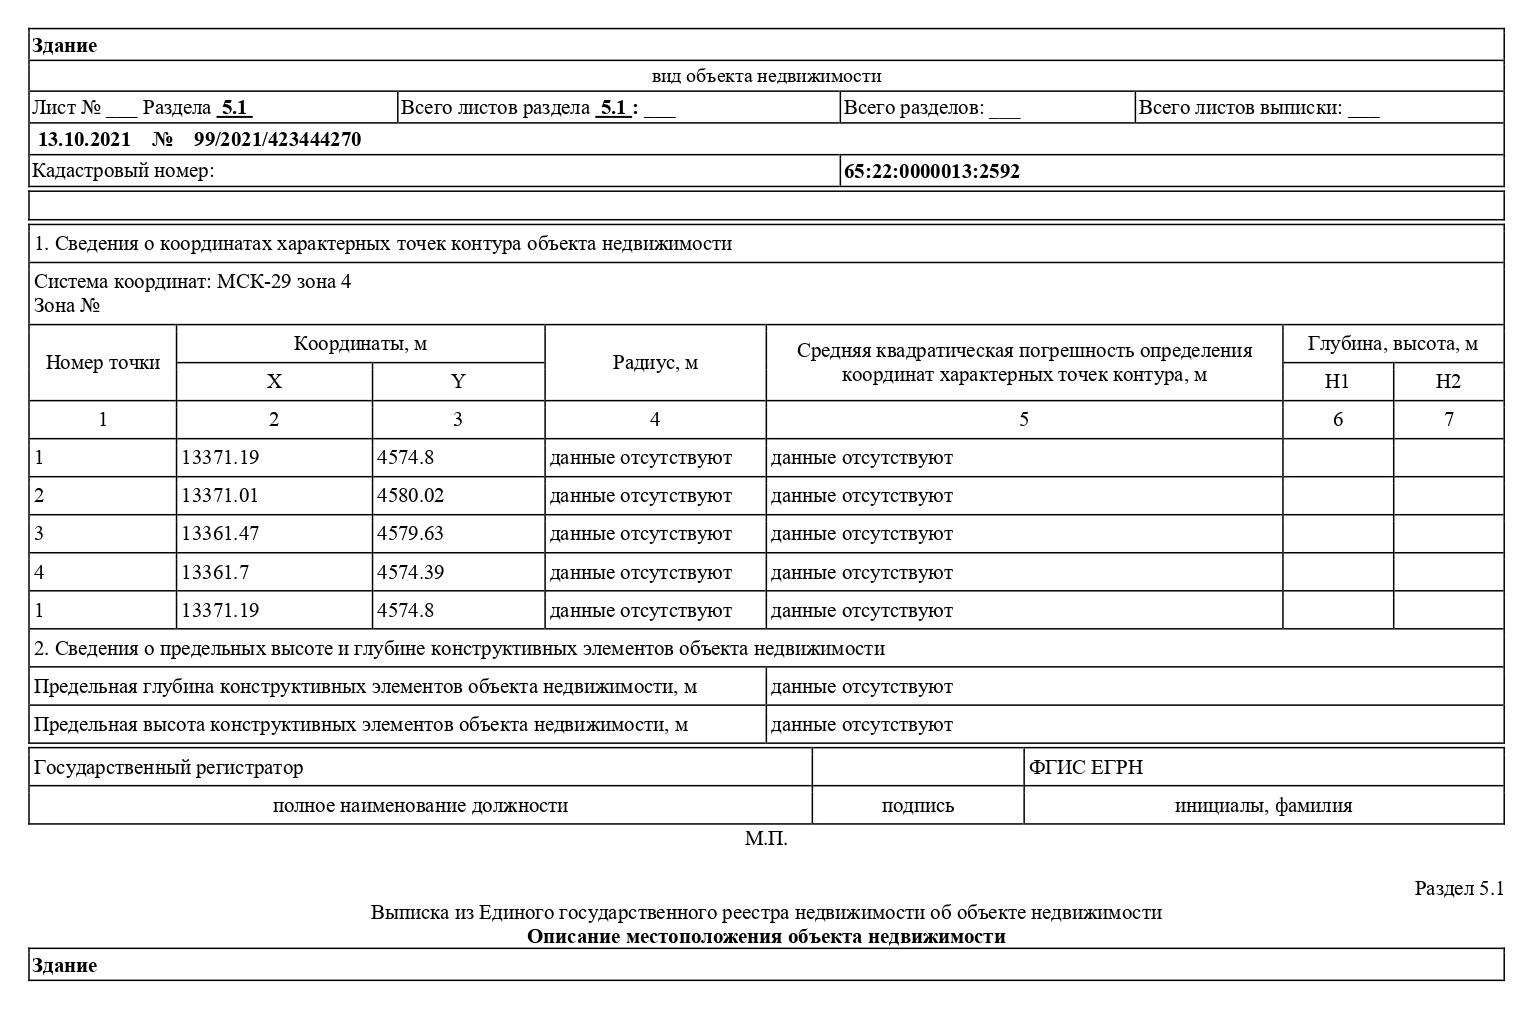 Здание
вид объекта недвижимости
Лист № ___ Раздела 5.1 Всего листов раздела 5.1 : ___ Всего разделов: ___ Всего листов выписки: ___
13.10.2021 № 99/2021/423444270
Кадастровый номер: 65:22:0000013:2592
1. Сведения о координатах характерных точек контура объекта недвижимости
Система координат: МСК-29 зона 4
Зона №
Номер точки Координаты, м Радиус, м Средняя квадратическая погрешность определения координат характерных точек контура, м Глубина, высота, м
X Y H1 H2
1 2 3 4 5 6 7
1 13371.19 4574.8 данные отсутствуют данные отсутствуют
2 13371.01 4580.02 данные отсутствуют данные отсутствуют
3 13361.47 4579.63 данные отсутствуют данные отсутствуют
4 13361.7 4574.39 данные отсутствуют данные отсутствуют
1 13371.19 4574.8 данные отсутствуют данные отсутствуют
2. Сведения о предельных высоте и глубине конструктивных элементов объекта недвижимости
Предельная глубина конструктивных элементов объекта недвижимости, м данные отсутствуют
Предельная высота конструктивных элементов объекта недвижимости, м данные отсутствуют
Государственный регистратор ФГИС ЕГРН
полное наименование должности подпись инициалы, фамилия
М.П.
Раздел 5.1
Выписка из Единого государственного реестра недвижимости об объекте недвижимости
Описание местоположения объекта недвижимости
Здание